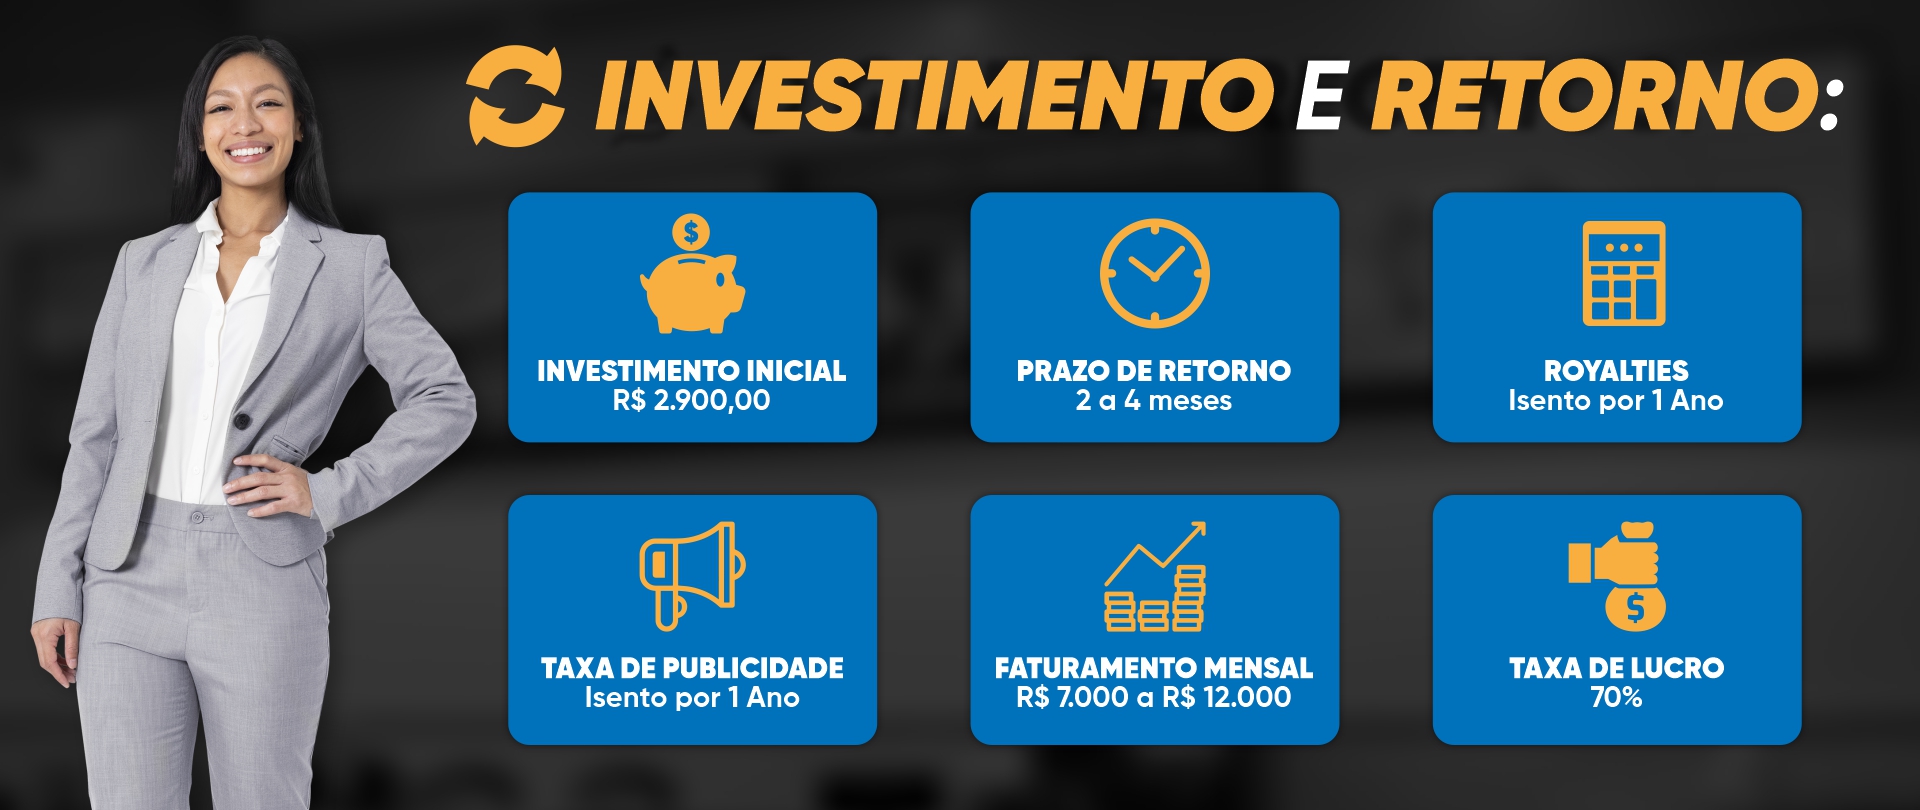 INVESTIMENTO E RETORNO:
$
INVESTIMENTO INICIAL
R$ 2.900,00
PRAZO DE RETORNO
2 a 4 meses
ROYALTIES
Isento por 1 Ano
TAXA DE PUBLICIDADE
Isento por 1 Ano
FATURAMENTO MENSAL
R$ 7.000 a R$ 12.000
$
TAXA DE LUCRO
70%